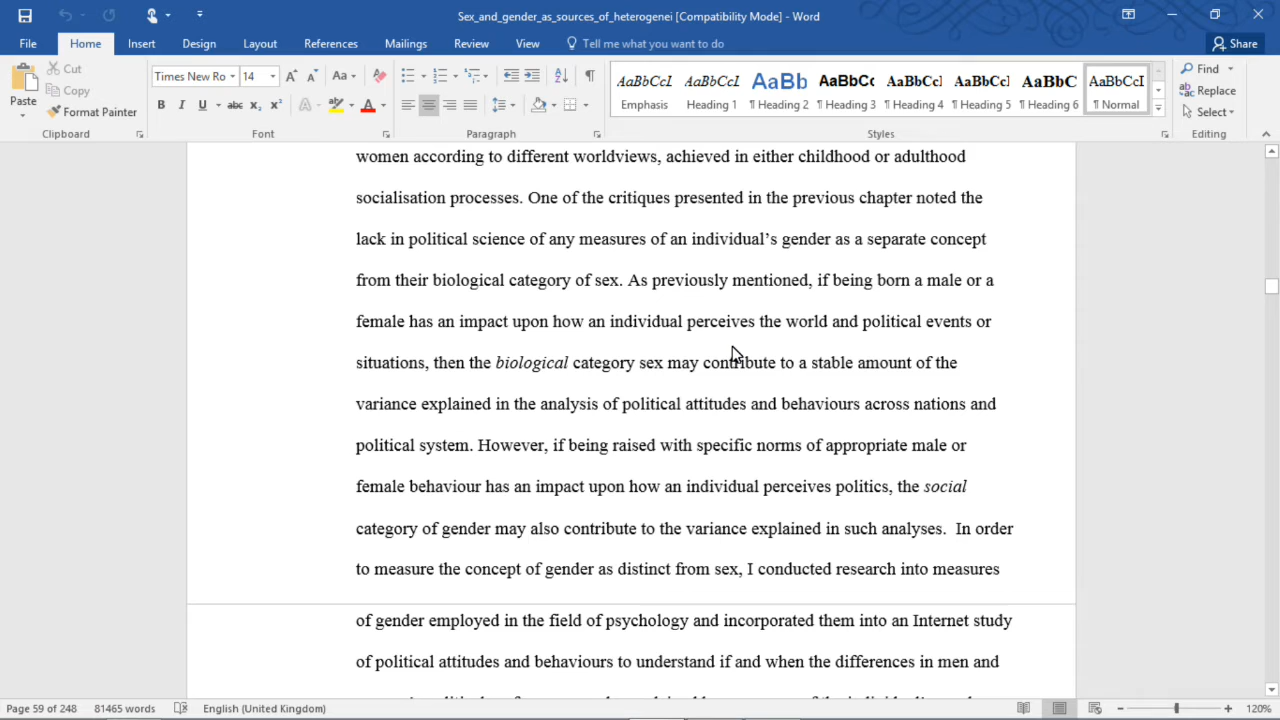 Sex_and_gender_as_sources_of_heterogenei [Compatibility Mode] - Word
File Home Insert Design Layout References Mailings Review View Tell me what you want to do Share
Paste
Cut
Copy
Format Painter
Clipboard
Times New Ro 14
Font
Paragraph
AaBbCcI AaBbCcI AaBb AaBbCc AaBbCcI AaBbCcI AaBbC AaBbCcI
Emphasis Heading 1 ¶ Heading 2 ¶ Heading 3 ¶ Heading 4 ¶ Heading 5 ¶ Heading 6 ¶ Normal
Styles
Find
Replace
Select
Editing
women according to different worldviews, achieved in either childhood or adulthood
socialisation processes. One of the critiques presented in the previous chapter noted the
lack in political science of any measures of an individual’s gender as a separate concept
from their biological category of sex. As previously mentioned, if being born a male or a
female has an impact upon how an individual perceives the world and political events or
situations, then the biological category sex may contribute to a stable amount of the
variance explained in the analysis of political attitudes and behaviours across nations and
political system. However, if being raised with specific norms of appropriate male or
female behaviour has an impact upon how an individual perceives politics, the social
category of gender may also contribute to the variance explained in such analyses.  In order
to measure the concept of gender as distinct from sex, I conducted research into measures
of gender employed in the field of psychology and incorporated them into an Internet study
of political attitudes and behaviours to understand if and when the differences in men and
Page 59 of 248 81465 words English (United Kingdom) 120%